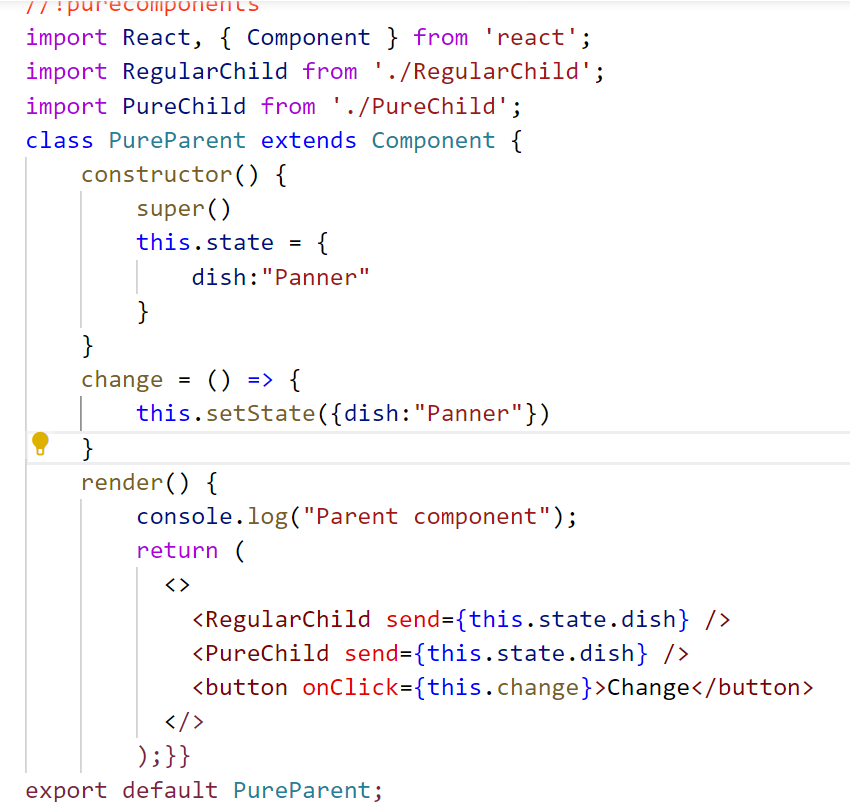 //!purecomponents
import React, { Component } from 'react';
import RegularChild from './RegularChild';
import PureChild from './PureChild';
class PureParent extends Component {
    constructor() {
        super()
        this.state = {
            dish:"Panner"
        }
    }
    change = () => {
        this.setState({dish:"Panner"})
    }
    render() {
        console.log("Parent component");
        return (
          <>
            <RegularChild send={this.state.dish} />
            <PureChild send={this.state.dish} />
            <button onClick={this.change}>Change</button>
          </>
        );}}
export default PureParent;